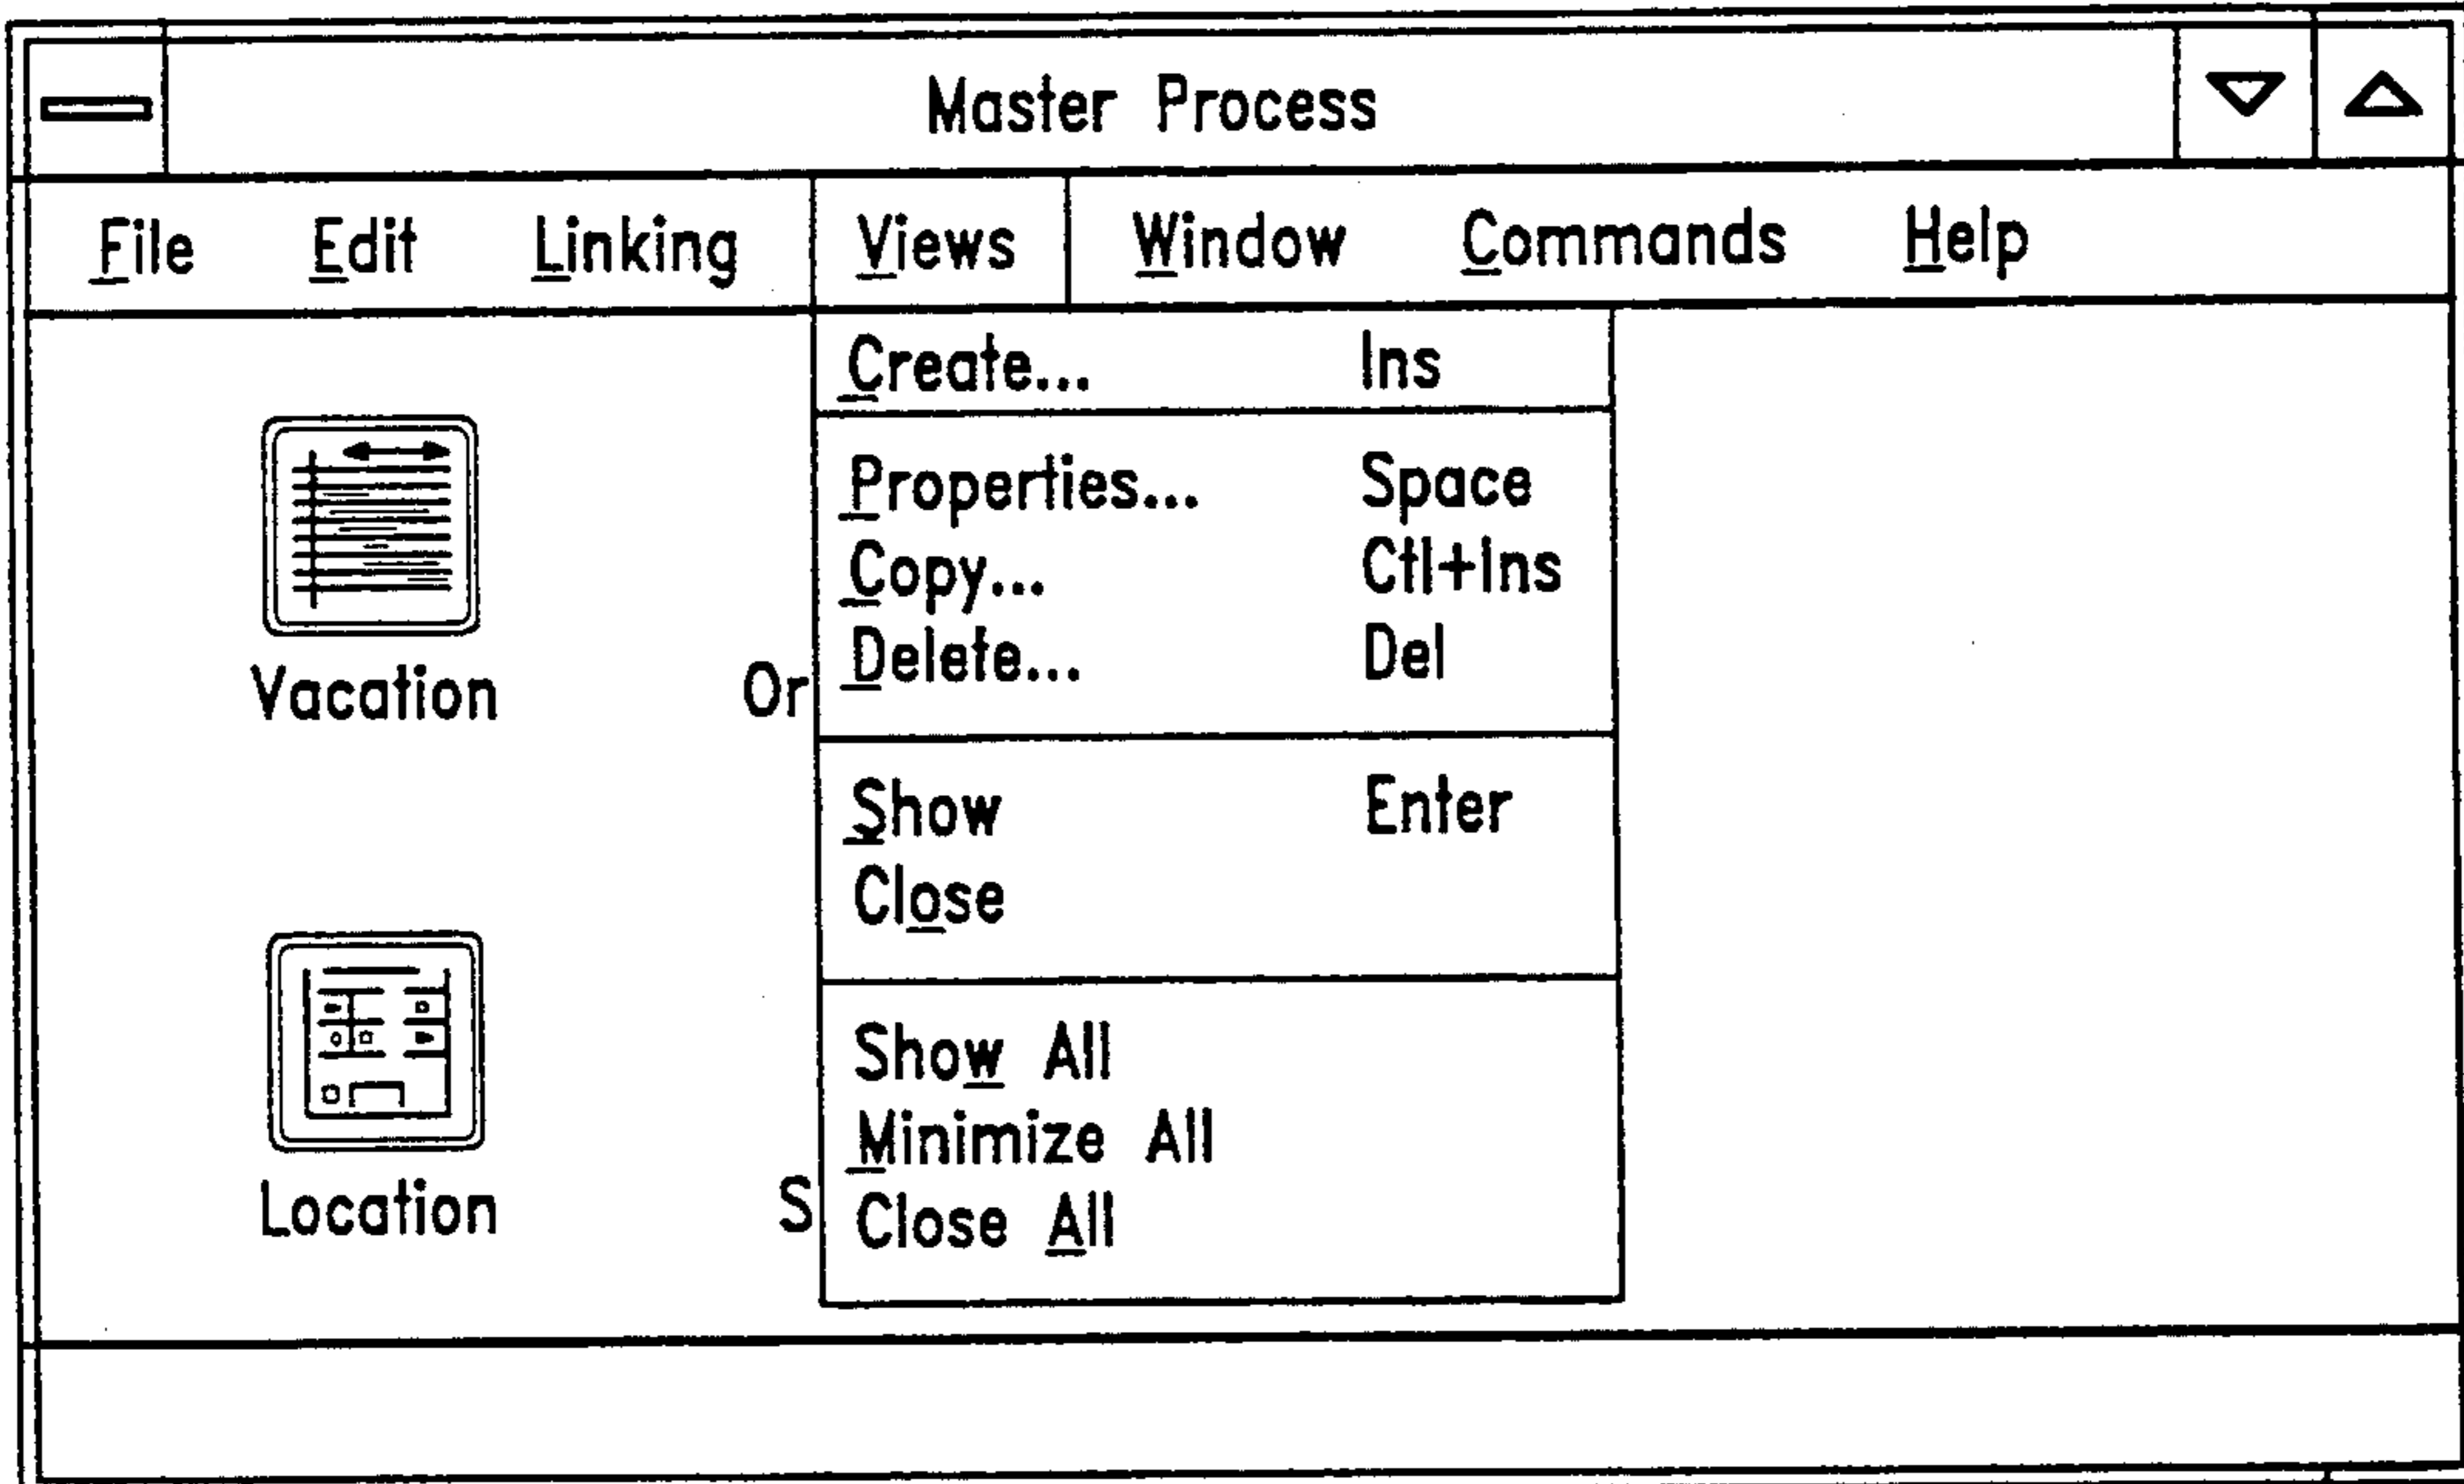 Master Process
File Edit Linking Views Window Commands Help
Create... Ins
Properties... Space
Copy... Ctl+Ins
Delete... Del
Vacation Or
Show Enter
Close
Show All
Minimize All
Location S
Close All